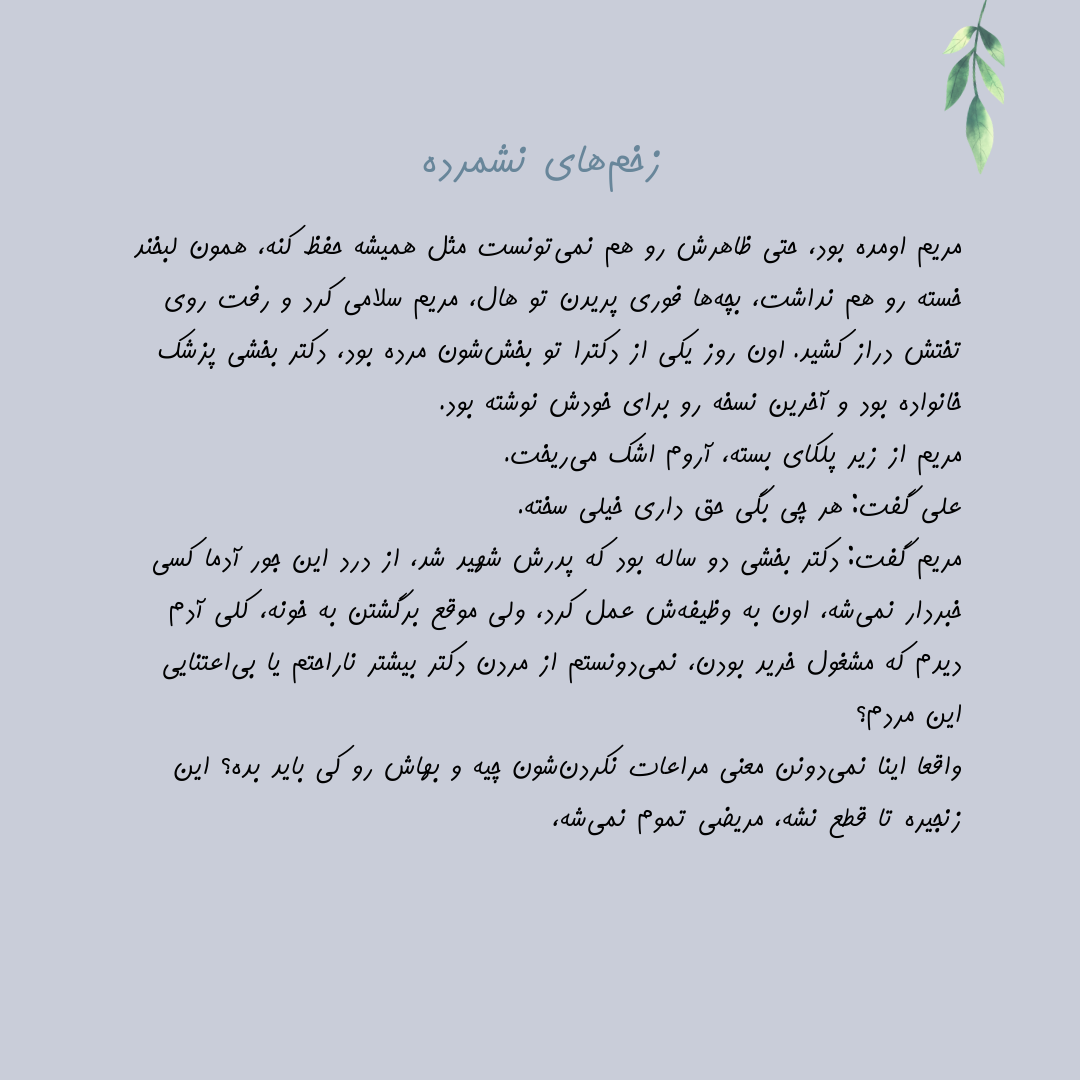 زخم‌های نشمرده
مریم اومده بود، حتی ظاهرش رو هم نمی‌تونست مثل همیشه حفظ کنه، همون لبخند
خسته رو هم نداشت، بچه‌ها فوری پریدن تو هال، مریم سلامی کرد و رفت روی
تختش دراز کشید. اون روز یکی از دکترا تو بخش‌شون مرده بود، دکتر بخشی پزشک
خانواده بود و آخرین نسخه رو برای خودش نوشته بود.
مریم از زیر پلکای بسته، آروم اشک می‌ریخت.
علی گفت: هر چی بگی حق داری خیلی سخته.
مریم گفت: دکتر بخشی دو ساله بود که پدرش شهید شد، از درد این جور آدما کسی
خبردار نمی‌شه، اون به وظیفه‌ش عمل کرد، ولی موقع برگشتن به خونه، کلی آدم
دیدم که مشغول خرید بودن، نمی‌دونستم از مردن دکتر بیشتر ناراحتم یا بی‌اعتنایی
این مردم؟
واقعا اینا نمی‌دونن معنی مراعات نکردن‌شون چیه و بهاش رو کی باید بده؟ این
زنجیره تا قطع نشه، مریضی تموم نمی‌شه،